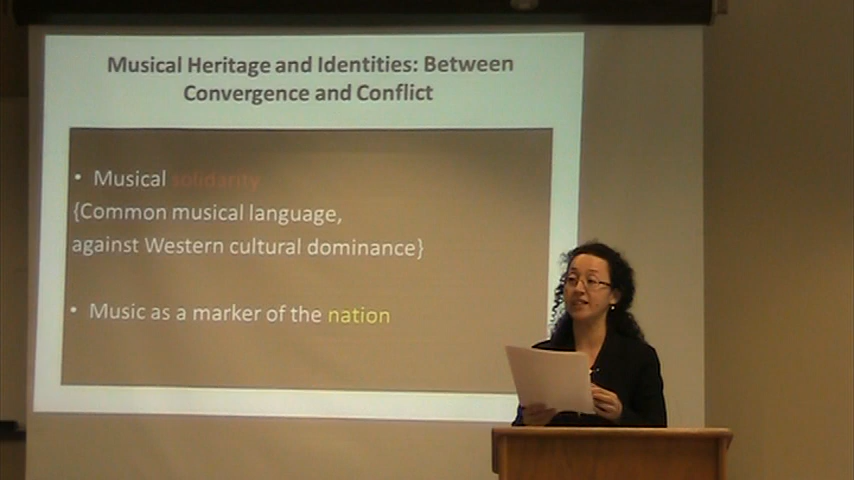 Musical Heritage and Identities: Between
Convergence and Conflict
• Musical solidarity
{Common musical language,
against Western cultural dominance}
• Music as a marker of the nation